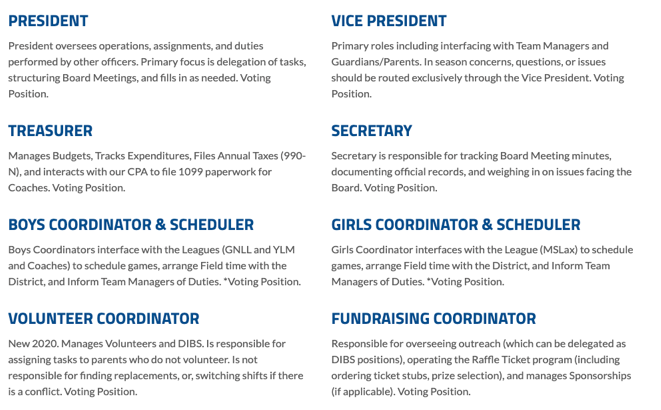 PRESIDENT
President oversees operations, assignments, and duties
performed by other officers. Primary focus is delegation of tasks,
structuring Board Meetings, and fills in as needed. Voting
Position.
VICE PRESIDENT
Primary roles including interfacing with Team Managers and
Guardians/Parents. In season concerns, questions, or issues
should be routed exclusively through the Vice President. Voting
Position.
TREASURER
Manages Budgets, Tracks Expenditures, Files Annual Taxes (990-
N), and interacts with our CPA to file 1099 paperwork for
Coaches. Voting Position.
SECRETARY
Secretary is responsible for tracking Board Meeting minutes,
documenting official records, and weighing in on issues facing the
Board. Voting Position.
BOYS COORDINATOR & SCHEDULER
Boys Coordinators interface with the Leagues (GNLL and YLM
and Coaches) to schedule games, arrange Field time with the
District, and Inform Team Managers of Duties. *Voting Position.
GIRLS COORDINATOR & SCHEDULER
Girls Coordinator interfaces with the League (MSLax) to schedule
games, arrange Field time with the District, and Inform Team
Managers of Duties. *Voting Position.
VOLUNTEER COORDINATOR
New 2020. Manages Volunteers and DIBS. Is responsible for
assigning tasks to parents who do not volunteer. Is not
responsible for finding replacements, or, switching shifts if there
is a conflict. Voting Position.
FUNDRAISING COORDINATOR
Responsible for overseeing outreach (which can be delegated as
DIBS positions), operating the Raffle Ticket program (including
ordering ticket stubs, prize selection), and manages Sponsorships
(if applicable). Voting Position.